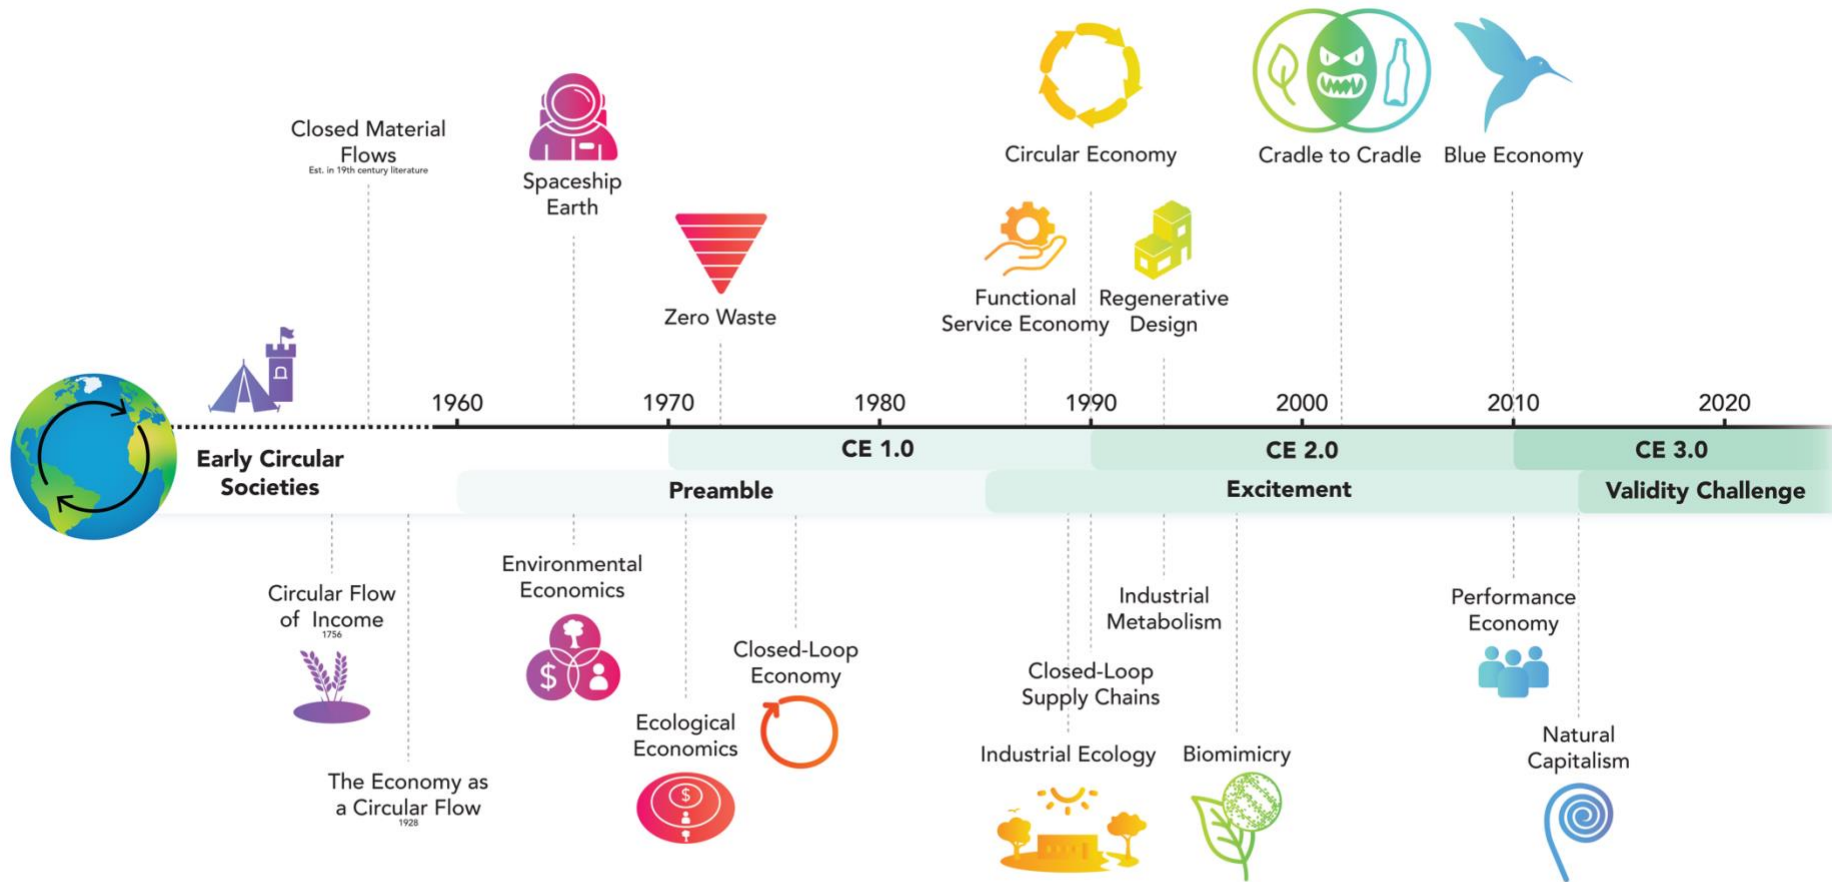 Closed Material
Flows
Est. in 19th century literature
Spaceship
Earth
Zero Waste
Circular Economy
Functional
Service Economy
Regenerative
Design
Cradle to Cradle
Blue Economy
1960
1970
1980
1990
2000
2010
2020
Early Circular
Societies
CE 1.0
CE 2.0
CE 3.0
Preamble
Excitement
Validity Challenge
Circular Flow
of Income
1756
The Economy as
a Circular Flow
1928
Environmental
Economics
$
Ecological
Economics
$
Closed-Loop
Economy
Industrial
Metabolism
Closed-Loop
Supply Chains
Industrial Ecology
Biomimicry
Performance
Economy
Natural
Capitalism